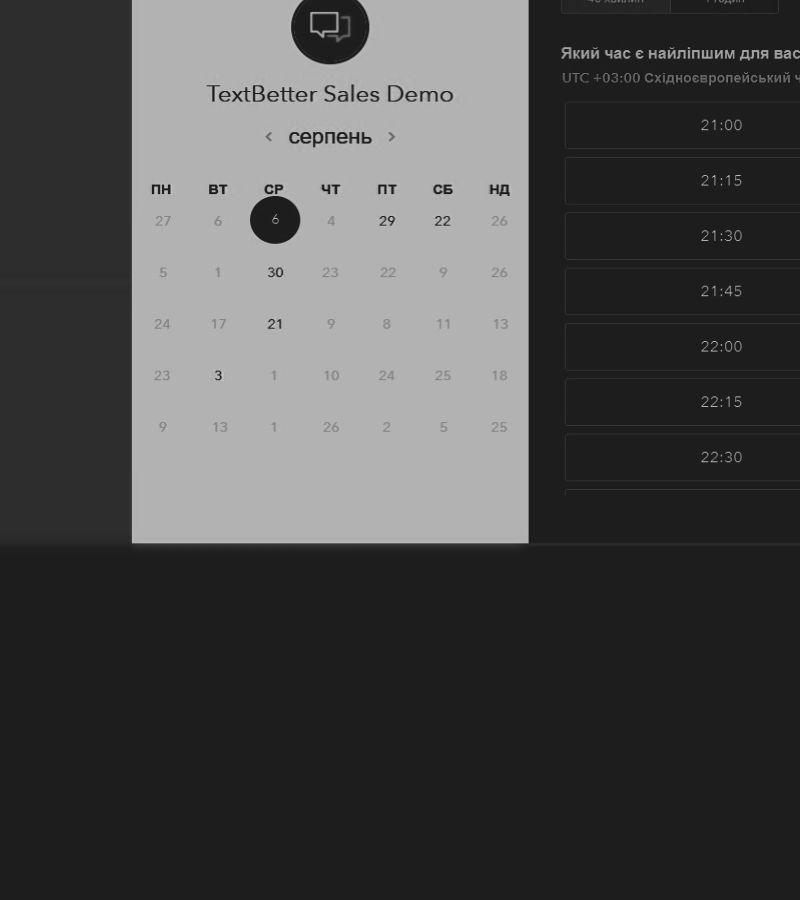 TextBetter Sales Demo
< серпень >
ПН ВТ СР ЧТ ПТ СБ НД
27 6 6 4 29 22 26
5 1 30 23 22 9 26
24 17 21 9 8 11 13
23 3 1 10 24 25 18
9 13 1 26 2 5 25
Який час є найліпшим для вас
UTC +03:00 Східноєвропейський ч
21:00
21:15
21:30
21:45
22:00
22:15
22:30